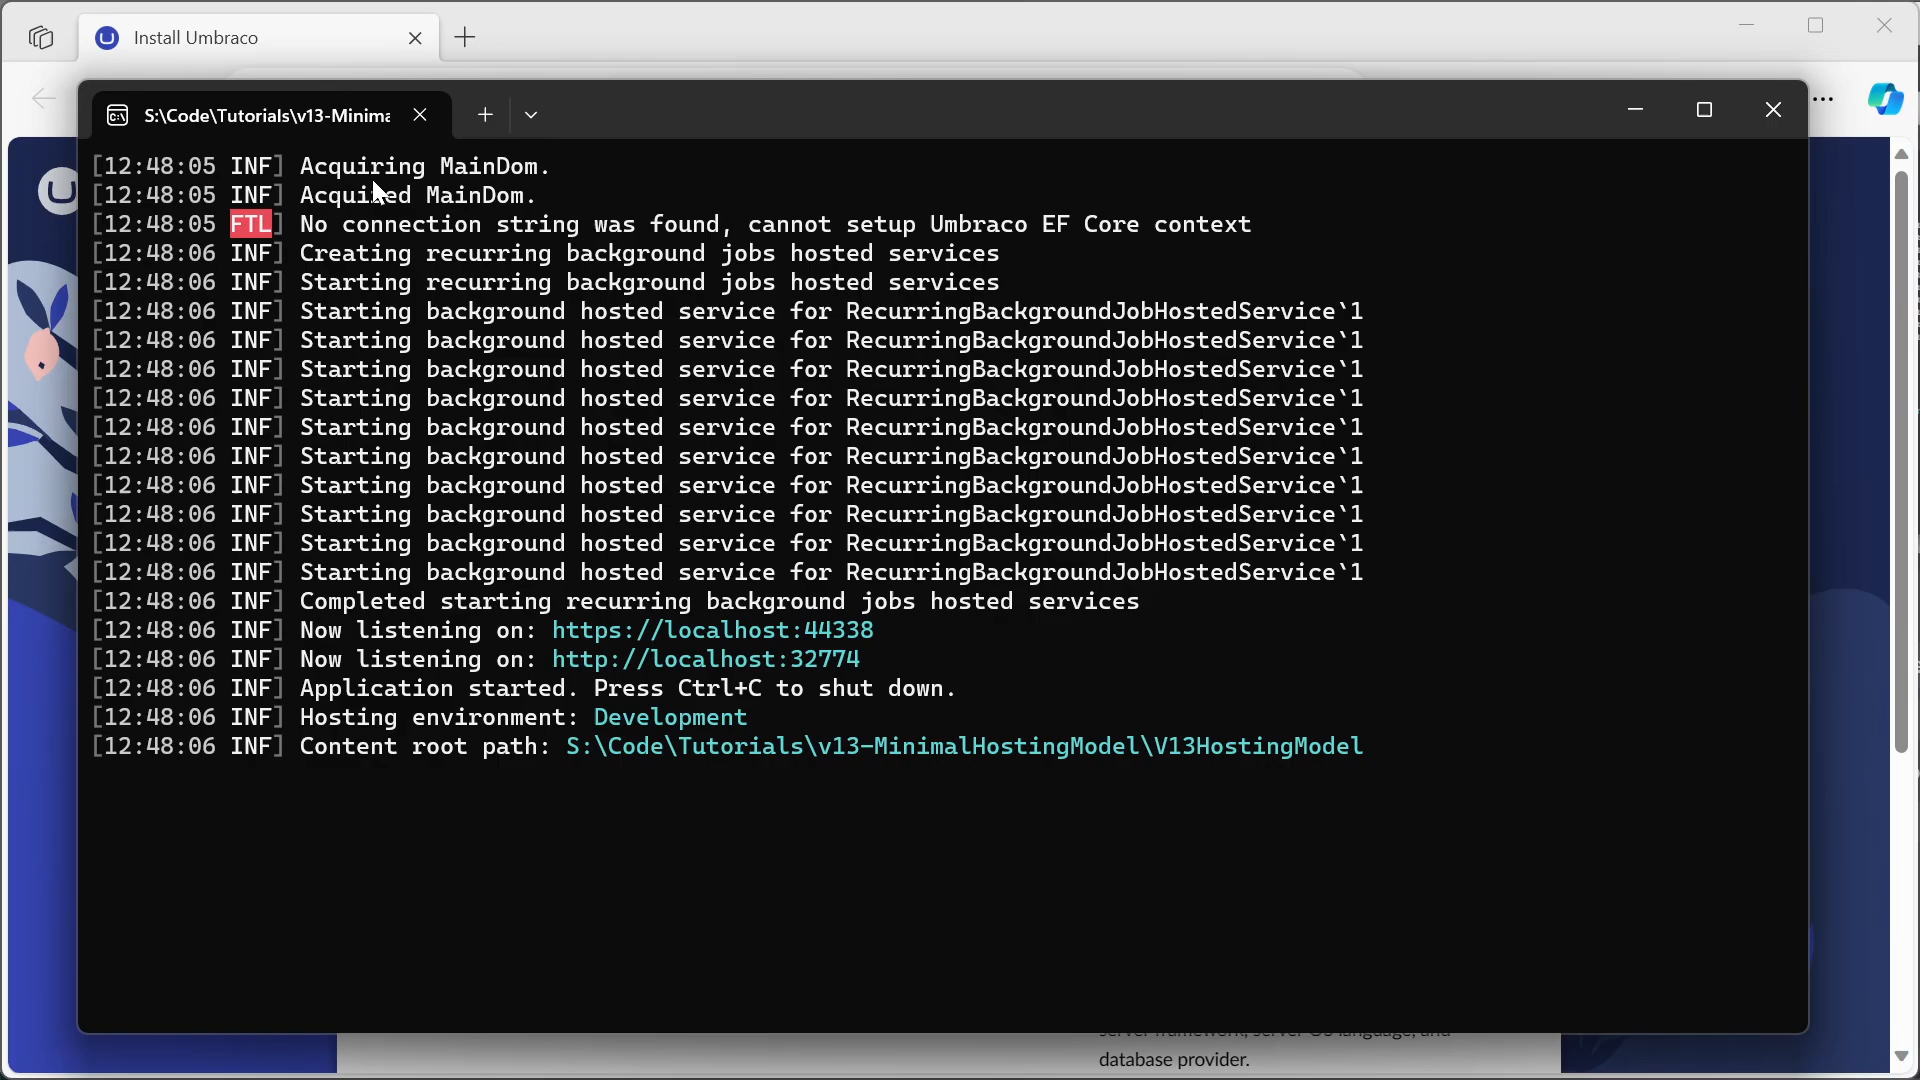 Install Umbraco
S:\Code\Tutorials\v13-Minima
[12:48:05 INF] Acquiring MainDom.
[12:48:05 INF] Acquired MainDom.
[12:48:05 FTL] No connection string was found, cannot setup Umbraco EF Core context
[12:48:06 INF] Creating recurring background jobs hosted services
[12:48:06 INF] Starting recurring background jobs hosted services
[12:48:06 INF] Starting background hosted service for RecurringBackgroundJobHostedService`1
[12:48:06 INF] Starting background hosted service for RecurringBackgroundJobHostedService`1
[12:48:06 INF] Starting background hosted service for RecurringBackgroundJobHostedService`1
[12:48:06 INF] Starting background hosted service for RecurringBackgroundJobHostedService`1
[12:48:06 INF] Starting background hosted service for RecurringBackgroundJobHostedService`1
[12:48:06 INF] Starting background hosted service for RecurringBackgroundJobHostedService`1
[12:48:06 INF] Starting background hosted service for RecurringBackgroundJobHostedService`1
[12:48:06 INF] Starting background hosted service for RecurringBackgroundJobHostedService`1
[12:48:06 INF] Starting background hosted service for RecurringBackgroundJobHostedService`1
[12:48:06 INF] Starting background hosted service for RecurringBackgroundJobHostedService`1
[12:48:06 INF] Completed starting recurring background jobs hosted services
[12:48:06 INF] Now listening on: https://localhost:44338
[12:48:06 INF] Now listening on: http://localhost:32774
[12:48:06 INF] Application started. Press Ctrl+C to shut down.
[12:48:06 INF] Hosting environment: Development
[12:48:06 INF] Content root path: S:\Code\Tutorials\v13-MinimalHostingModel\V13HostingModel
database provider.